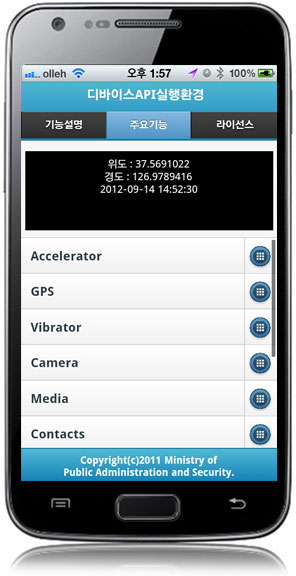 olleh 오후 1:57 100%
디바이스API실행환경
기능설명 주요기능 라이선스
위도 : 37.5691022
경도 : 126.9789416
2012-09-14 14:52:30
Accelerator
GPS
Vibrator
Camera
Media
Contacts
Copyright(c)2011 Ministry of
Public Administration and Security.